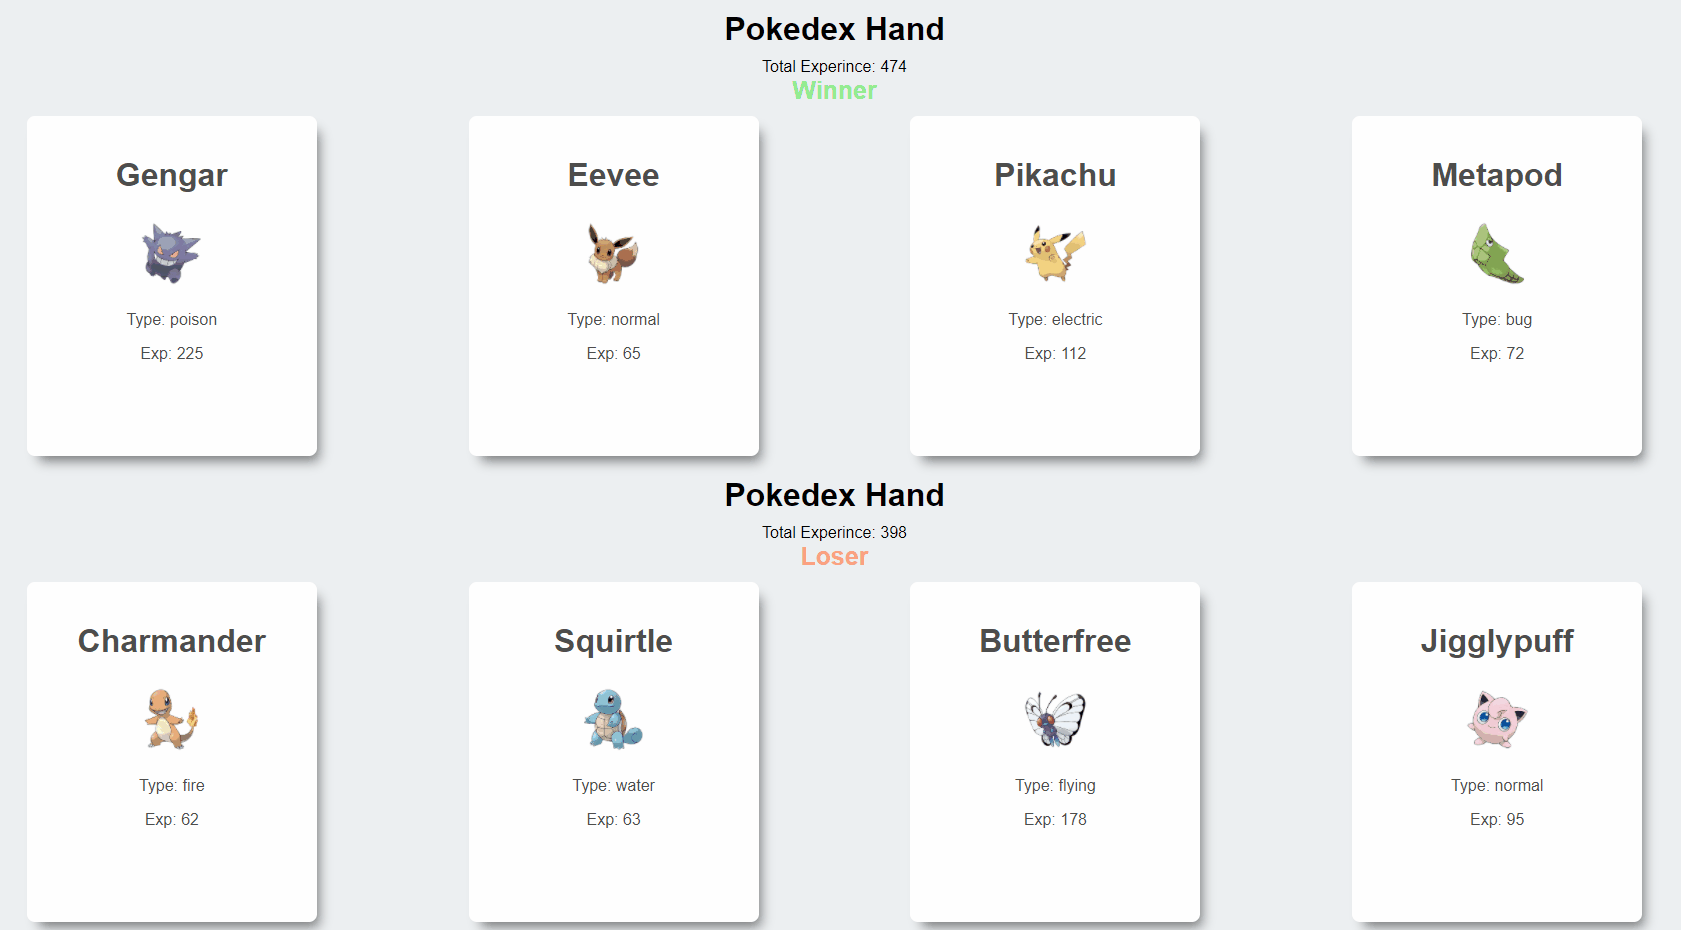 Pokedex Hand
Total Experince: 474
Winner
Gengar
Type: poison
Exp: 225
Eevee
Type: normal
Exp: 65
Pikachu
Type: electric
Exp: 112
Metapod
Type: bug
Exp: 72
Pokedex Hand
Total Experince: 398
Loser
Charmander
Type: fire
Exp: 62
Squirtle
Type: water
Exp: 63
Butterfree
Type: flying
Exp: 178
Jigglypuff
Type: normal
Exp: 95